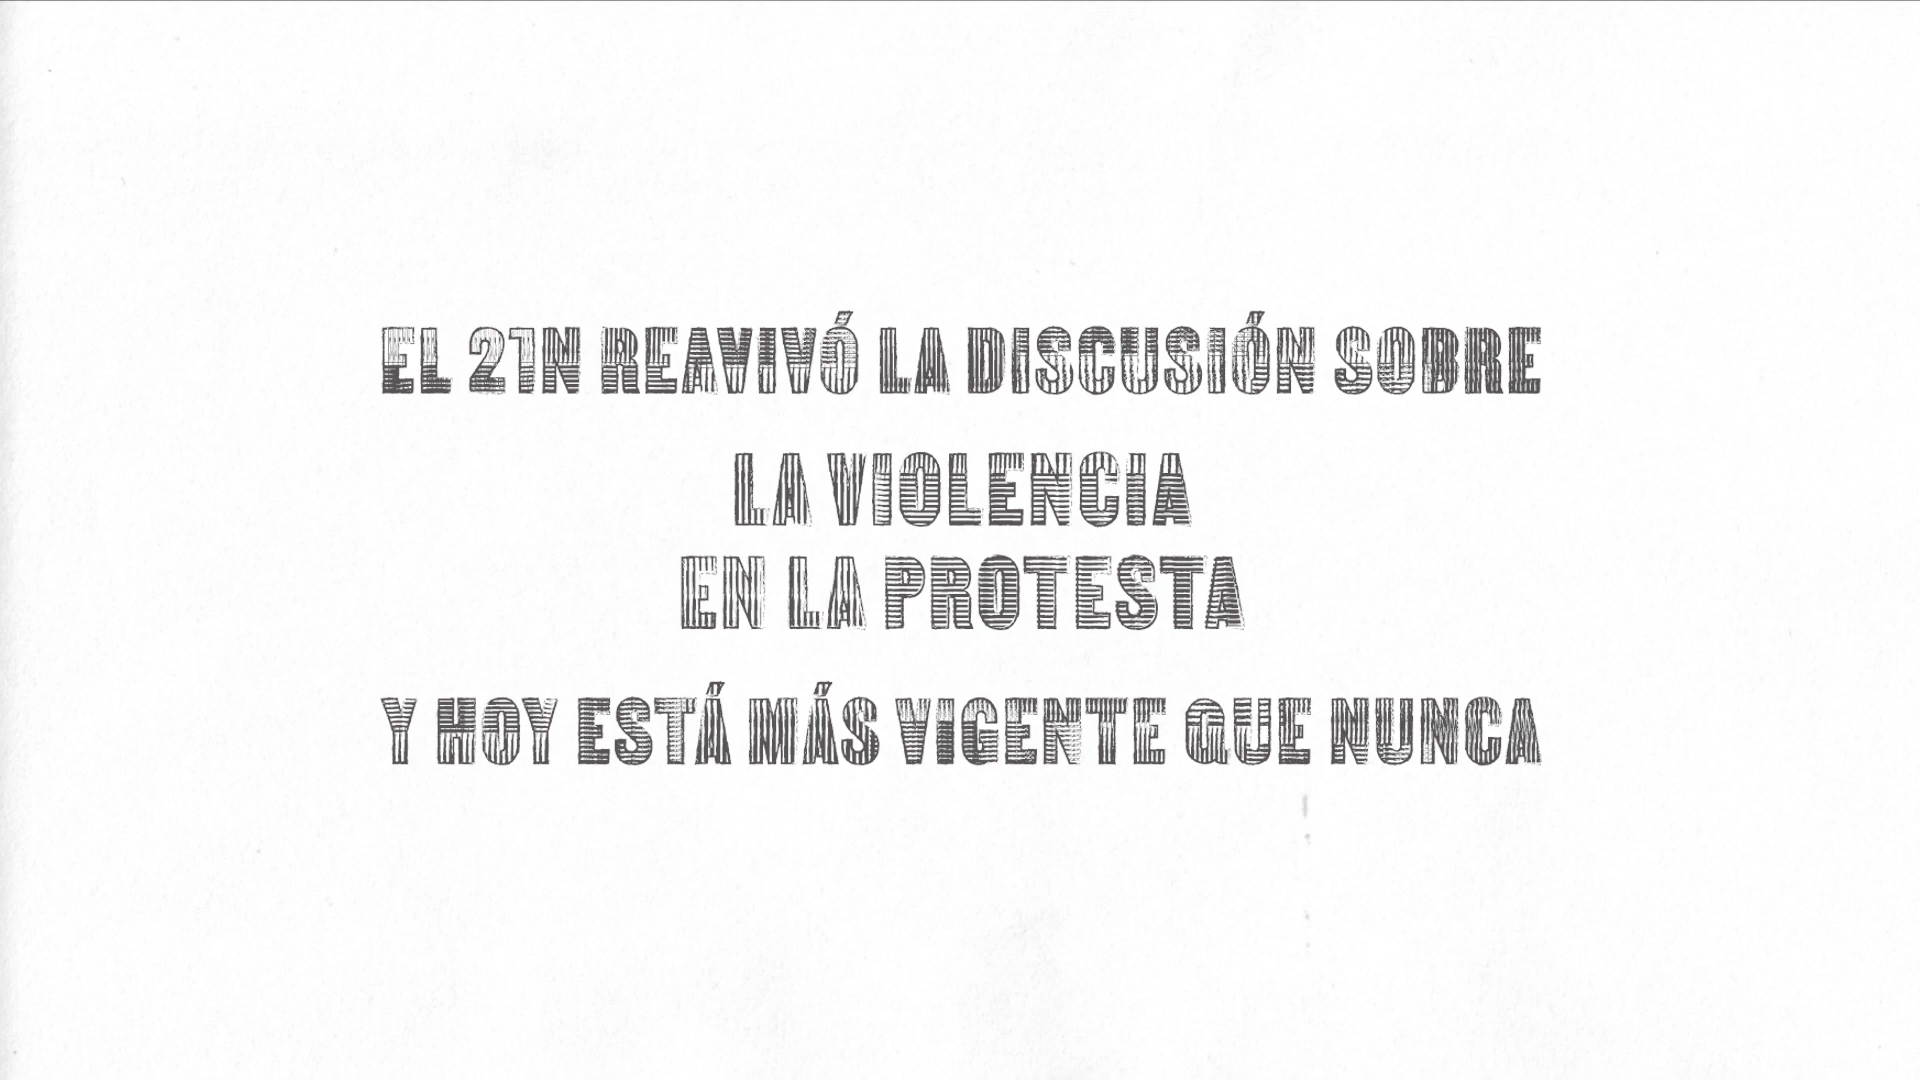 EL 21N REAVIVÓ LA DISCUSIÓN SOBRE
LA VIOLENCIA
EN LA PROTESTA
Y HOY ESTÁ MÁS VIGENTE QUE NUNCA